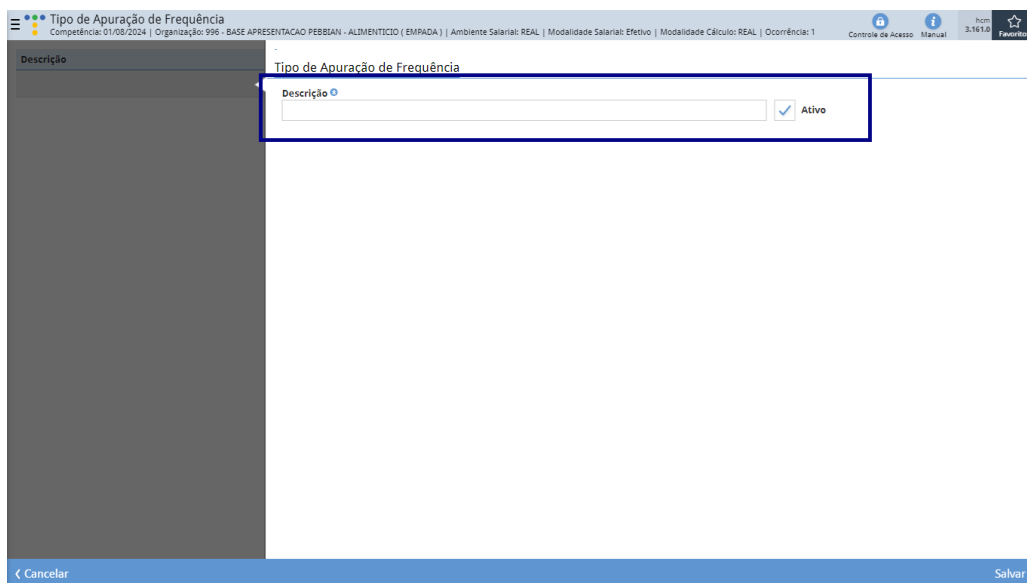 Tipo de Apuração de Frequência
Competência: 01/08/2024 | Organização: 996 - BASE APRESENTACAO PEBBIAN - ALIMENTICIO ( EMPADA ) | Ambiente Salarial: REAL | Modalidade Salarial: Efetivo | Modalidade Cálculo: REAL | Ocorrência: 1
Controle de Acesso
Manual
hcm
3.161.0
Favorito
Descrição
Tipo de Apuração de Frequência
Descrição
Ativo
Cancelar
Salvar